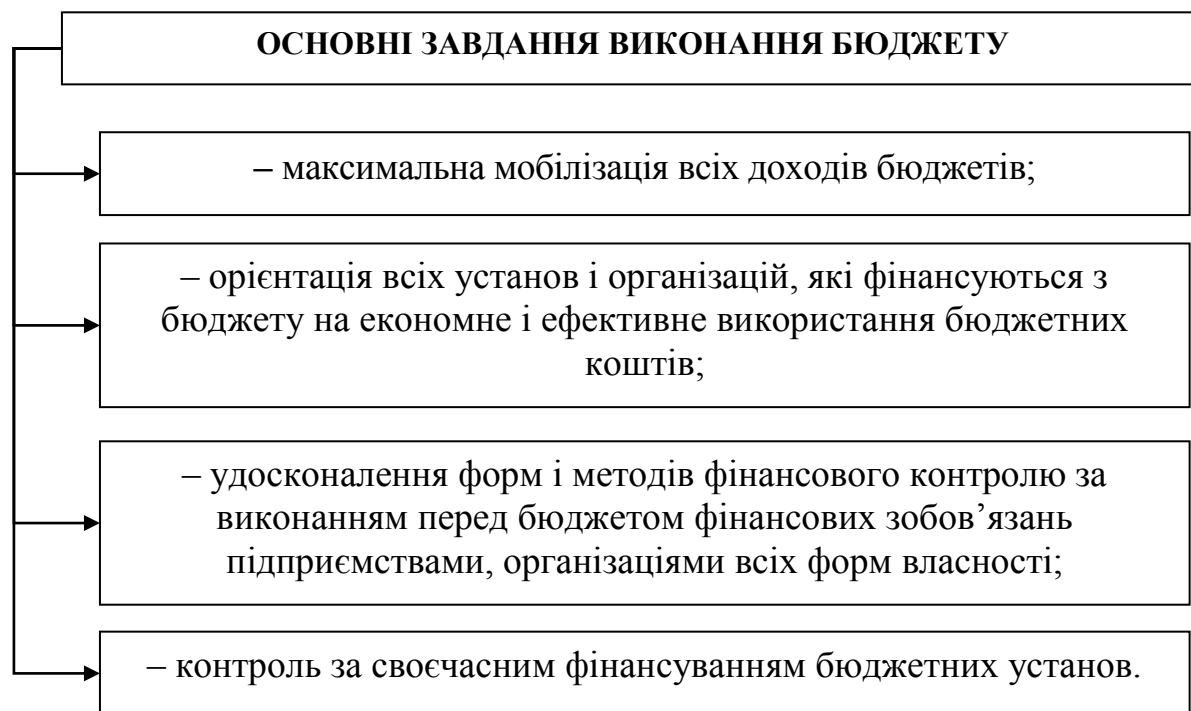 ОСНОВНІ ЗАВДАННЯ ВИКОНАННЯ БЮДЖЕТУ
– максимальна мобілізація всіх доходів бюджетів;
– орієнтація всіх установ і організацій, які фінансуються з
бюджету на економне і ефективне використання бюджетних
коштів;
– удосконалення форм і методів фінансового контролю за
виконанням перед бюджетом фінансових зобов’язань
підприємствами, організаціями всіх форм власності;
– контроль за своєчасним фінансуванням бюджетних установ.